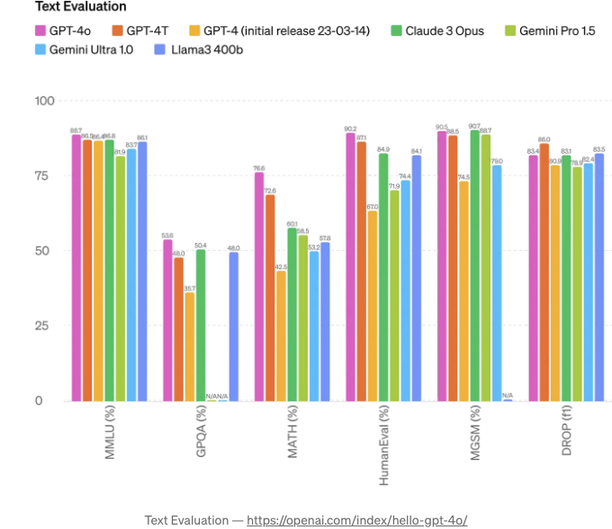 Text Evaluation
GPT-4o GPT-4T GPT-4 (initial release 23-03-14) Claude 3 Opus Gemini Pro 1.5
Gemini Ultra 1.0 Llama3 400b
100
75
50
25
0
88.7 86.5 86.4 86.8 81.9 83.7 86.1
53.6 48.0 35.7 50.4 N/A N/A 48.0
76.6 72.6 42.5 60.1 58.5 53.2 57.8
90.2 87.1 67.0 84.9 71.9 74.4 84.1
90.5 88.5 74.5 90.7 88.7 79.0 N/A
83.4 86.0 80.9 83.1 78.9 82.4 83.5
MMLU (%)
GPQA (%)
MATH (%)
HumanEval (%)
MGSM (%)
DROP (f1)
Text Evaluation — https://openai.com/index/hello-gpt-4o/